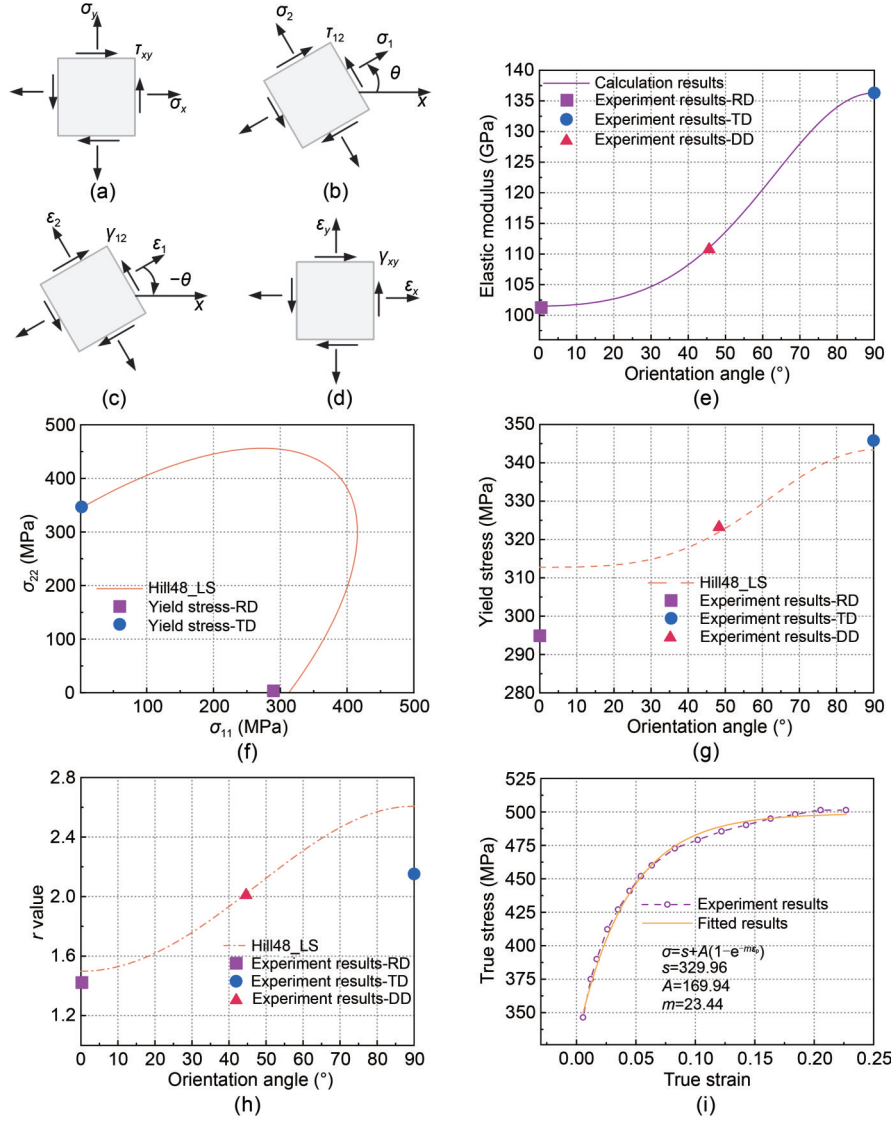 σy
τxy
σx
(a)
σ2
τ12
σ1
θ
x
(b)
ε2
γ12
ε1
−θ
x
(c)
εy
γxy
εx
(d)
140
135
130
125
120
115
110
105
100
Elastic modulus (GPa)
Calculation results
Experiment results-RD
Experiment results-TD
Experiment results-DD
0 10 20 30 40 50 60 70 80 90
Orientation angle (°)
(e)
500
400
300
200
100
0
σ22 (MPa)
Hill48_LS
Yield stress-RD
Yield stress-TD
100 200 300 400 500
σ11 (MPa)
(f)
350
340
330
320
310
300
290
280
Yield stress (MPa)
Hill48_LS
Experiment results-RD
Experiment results-TD
Experiment results-DD
0 10 20 30 40 50 60 70 80 90
Orientation angle (°)
(g)
2.8
2.4
2.0
1.6
1.2
r value
Hill48_LS
Experiment results-RD
Experiment results-TD
Experiment results-DD
0 10 20 30 40 50 60 70 80 90
Orientation angle (°)
(h)
525
500
475
450
425
400
375
350
True stress (MPa)
Experiment results
Fitted results
σ=s+A(1−e−mεp)
s=329.96
A=169.94
m=23.44
0.00 0.05 0.10 0.15 0.20 0.25
True strain
(i)